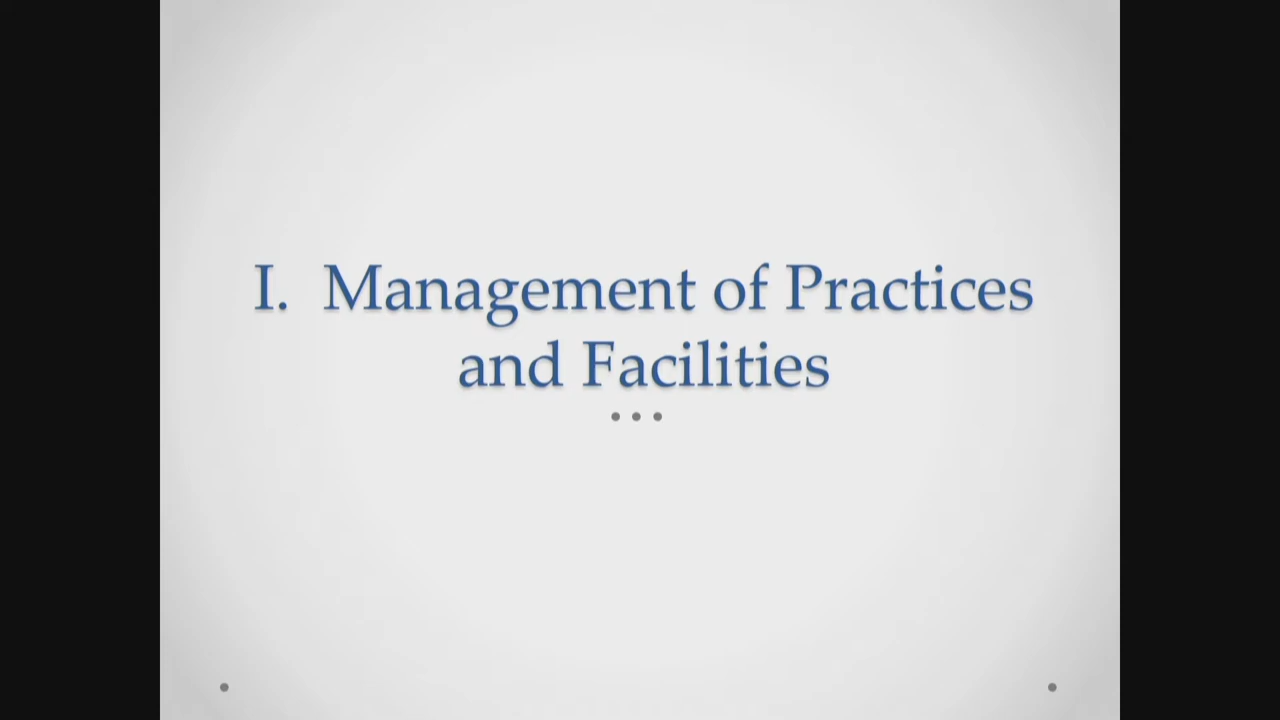 I. Management of Practices
and Facilities